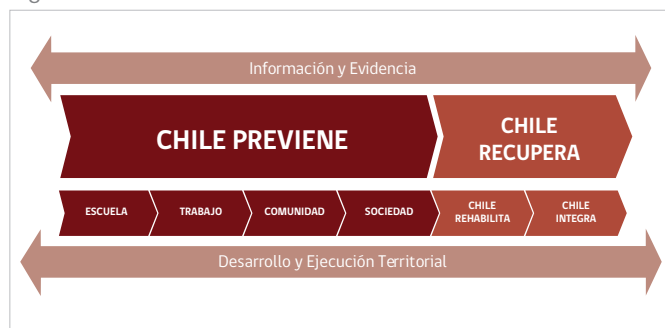 Información y Evidencia
CHILE PREVIENE
CHILE
RECUPERA
ESCUELA
TRABAJO
COMUNIDAD
SOCIEDAD
CHILE
REHABILITA
CHILE
INTEGRA
Desarrollo y Ejecución Territorial